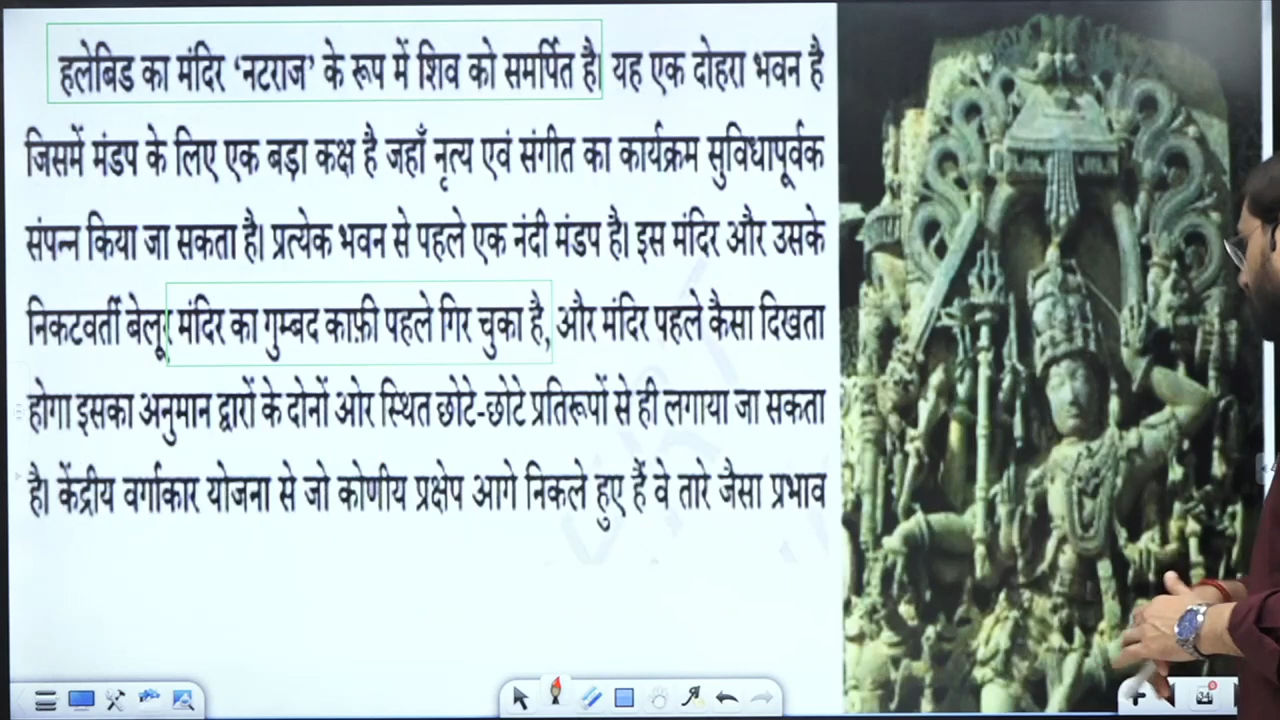 हलेबिड का मंदिर ‘नटराज’ के रूप में शिव को समर्पित है। यह एक दोहरा भवन है
जिसमें मंडप के लिए एक बड़ा कक्ष है जहाँ नृत्य एवं संगीत का कार्यक्रम सुविधापूर्वक
संपन्न किया जा सकता है। प्रत्येक भवन से पहले एक नंदी मंडप है। इस मंदिर और उसके
निकटवर्ती बेलूर मंदिर का गुम्बद काफ़ी पहले गिर चुका है, और मंदिर पहले कैसा दिखता
होगा इसका अनुमान द्वारों के दोनों ओर स्थित छोटे-छोटे प्रतिरूपों से ही लगाया जा सकता
है। केंद्रीय वर्गाकार योजना से जो कोणीय प्रक्षेप आगे निकले हुए हैं वे तारे जैसा प्रभाव
34